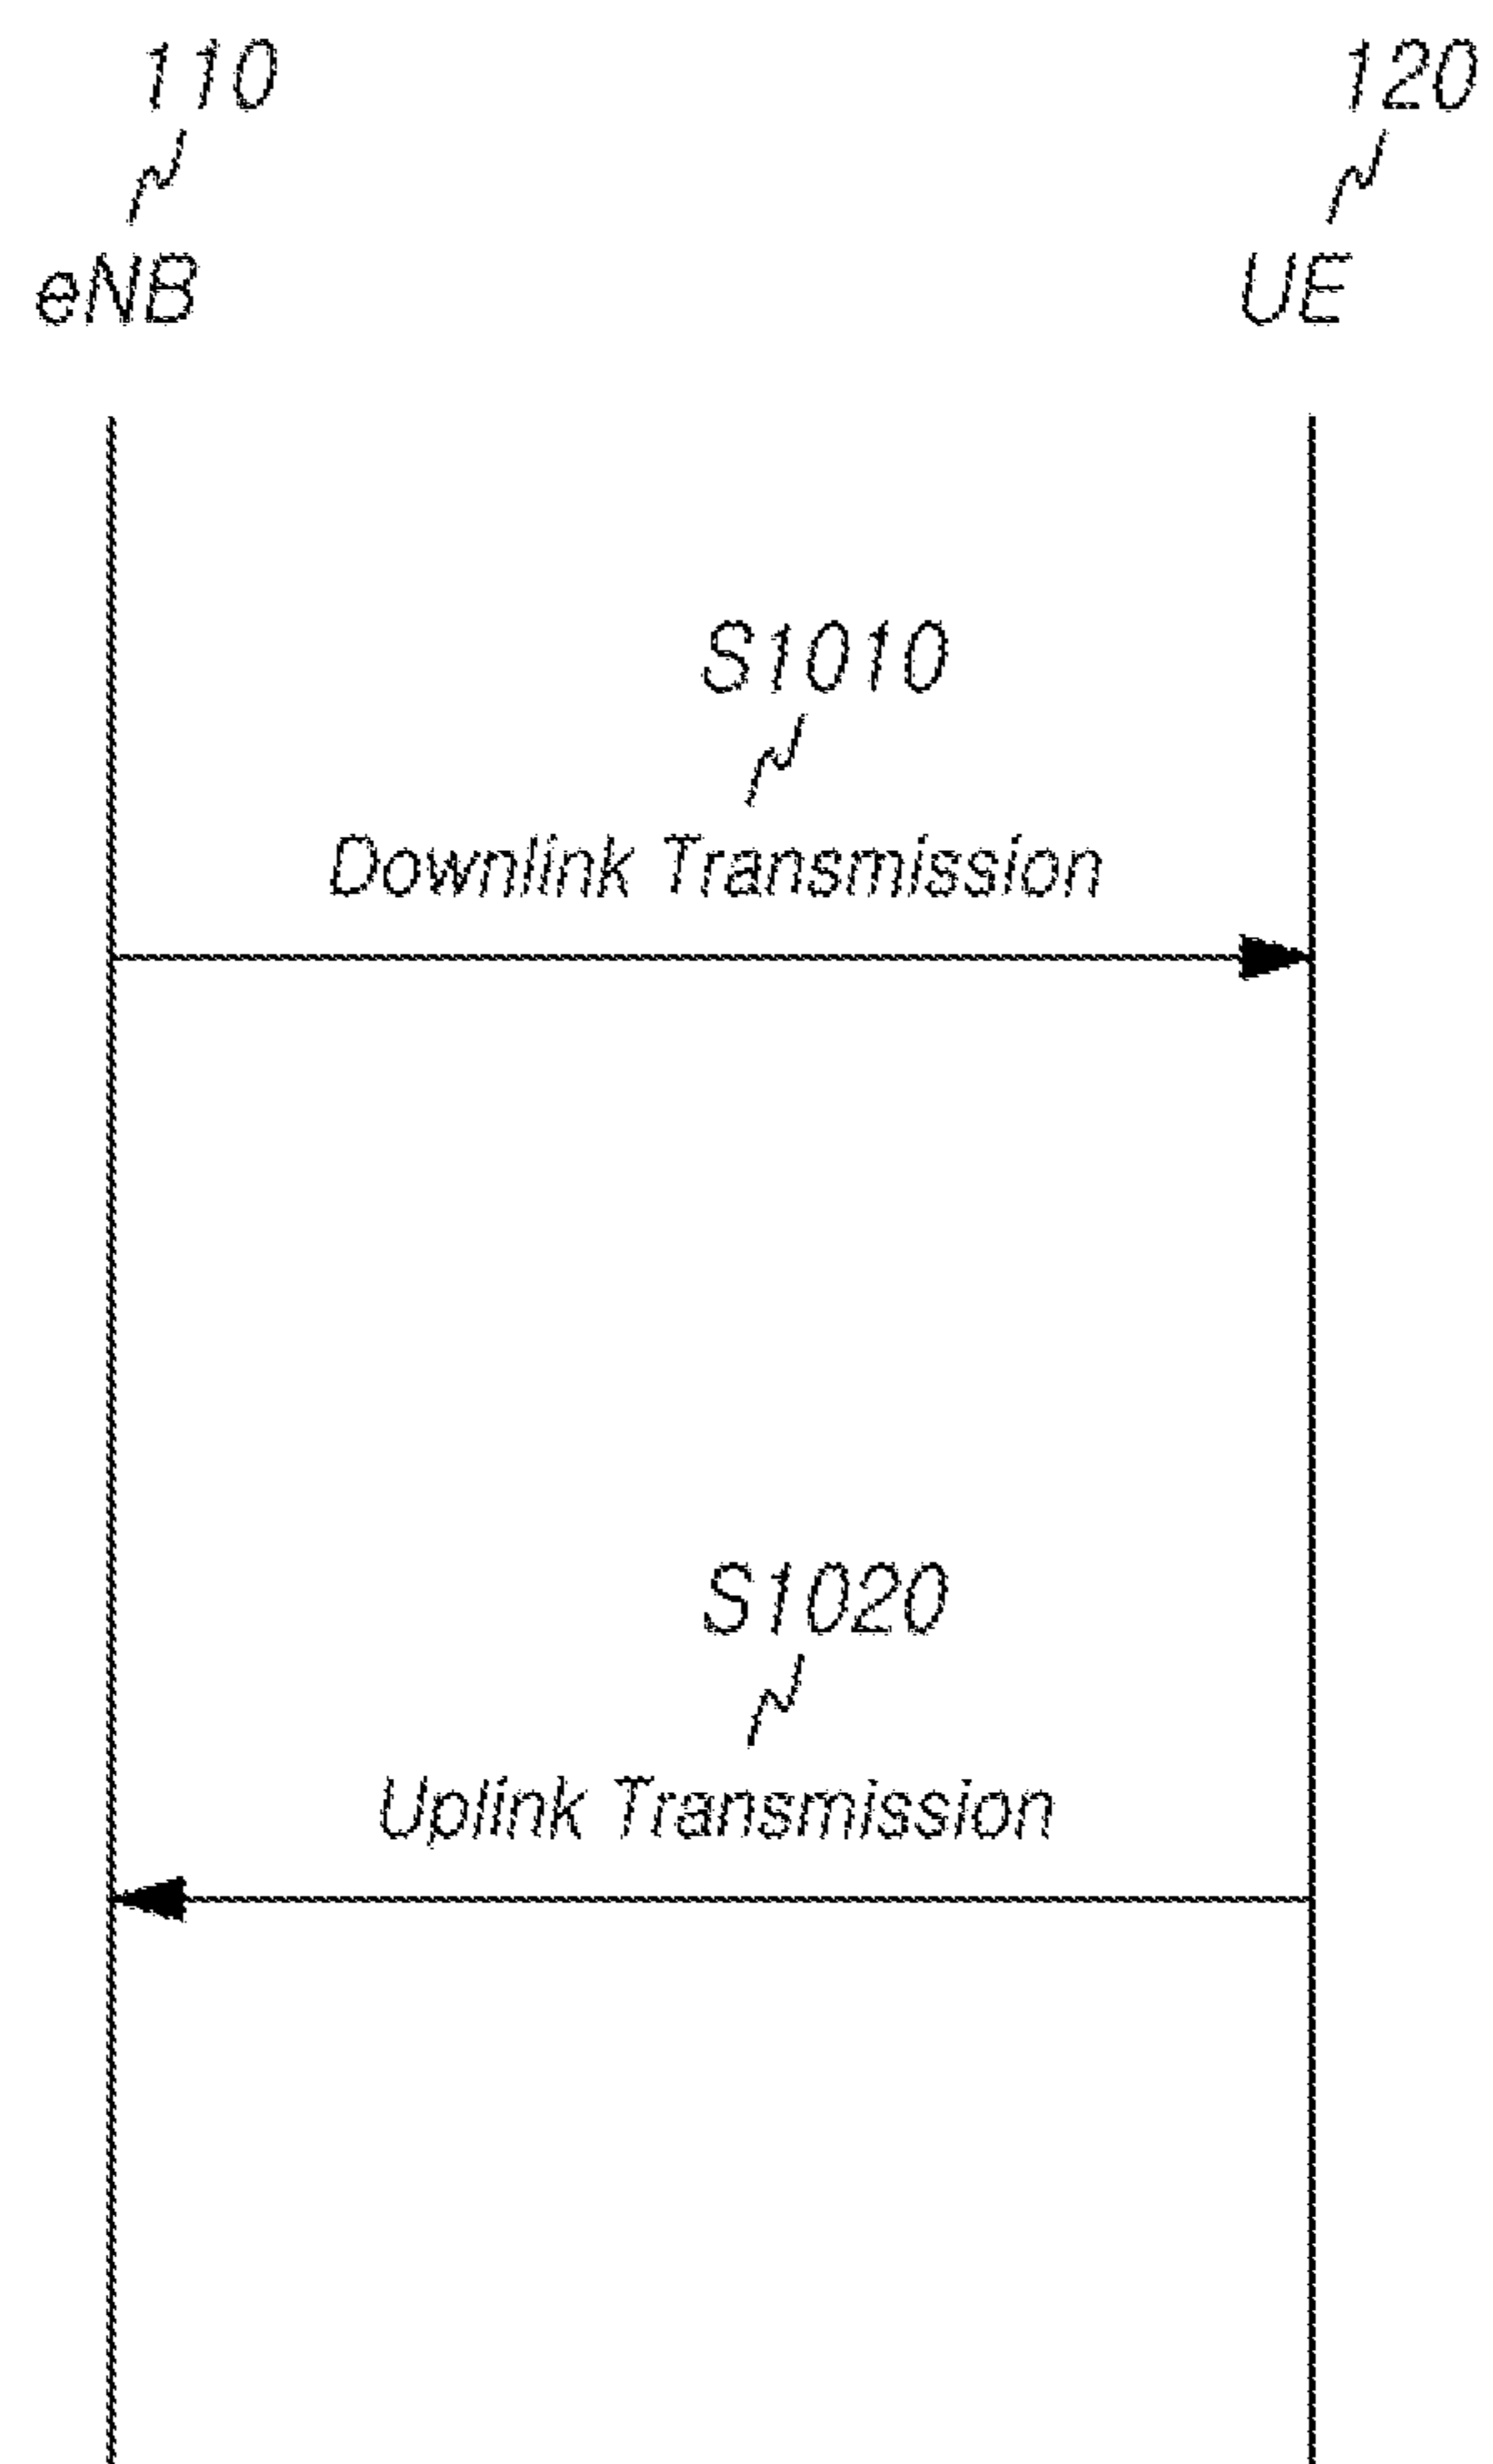 110
120
eNB
UE
S1010
Downlink Transmission
S1020
Uplink Transmission